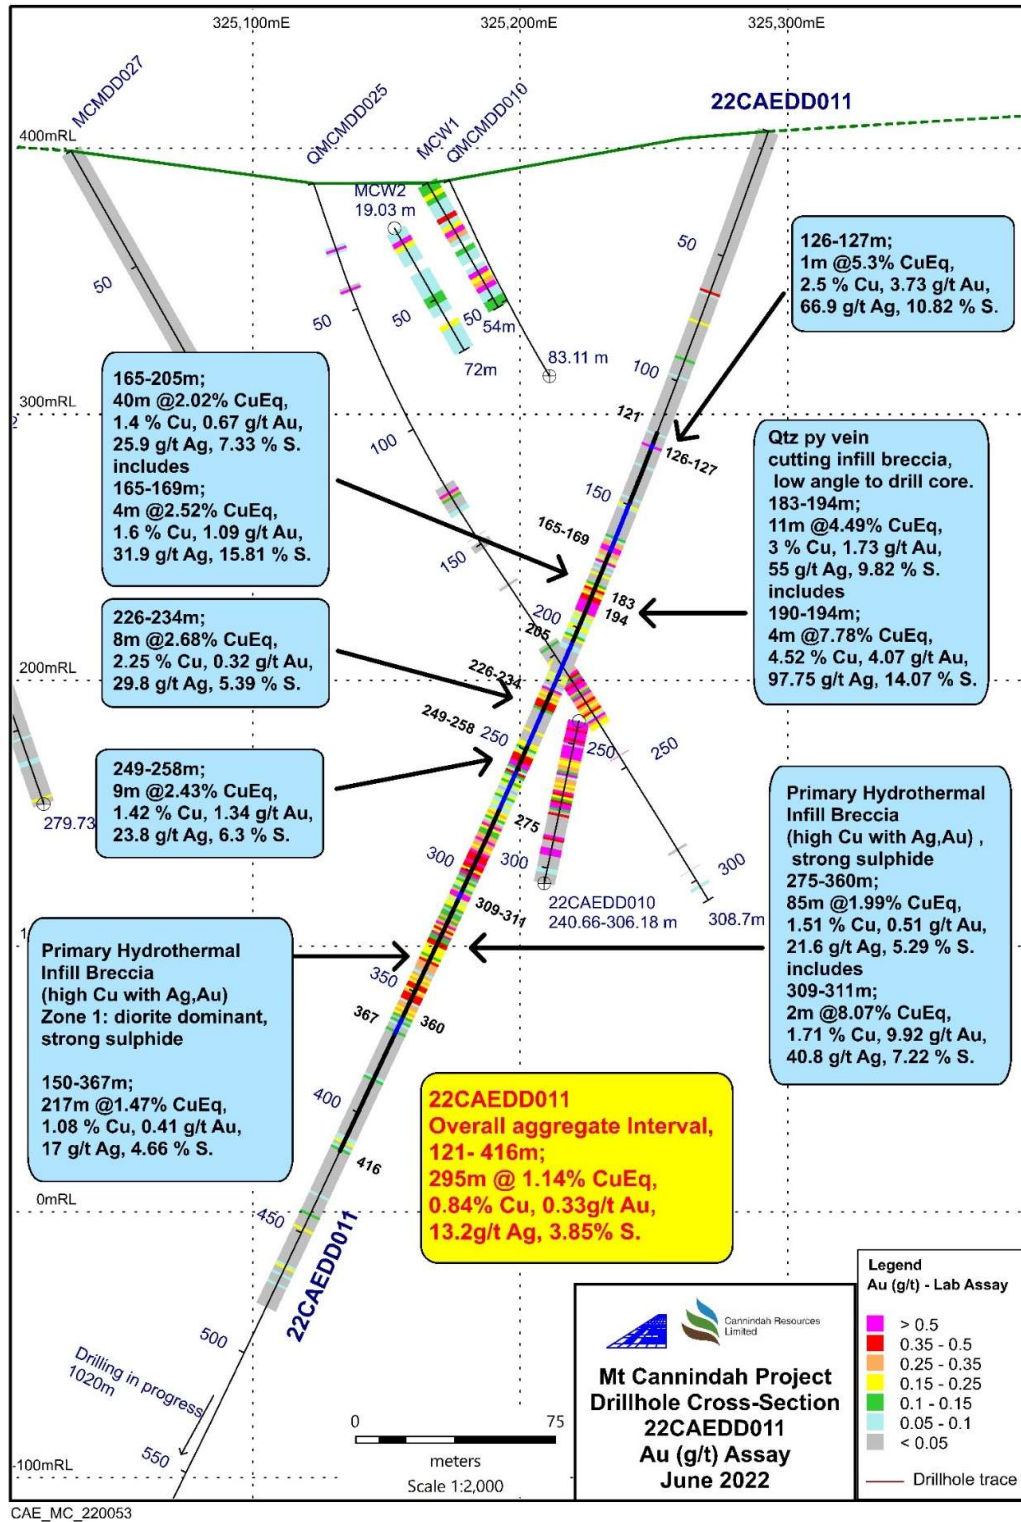 325,100mE
325,200mE
325,300mE
MCMDD027
QMCMDD025
MCW1
QMCMDD010
22CAEDD011
400mRL
MCW2
19.03 m
50
50
50
50
50
54m
72m
83.11 m
126-127m;
1m @5.3% CuEq,
2.5 % Cu, 3.73 g/t Au,
66.9 g/t Ag, 10.82 % S.
165-205m;
40m @2.02% CuEq,
1.4 % Cu, 0.67 g/t Au,
25.9 g/t Ag, 7.33 % S.
includes
165-169m;
4m @2.52% CuEq,
1.6 % Cu, 1.09 g/t Au,
31.9 g/t Ag, 15.81 % S.
300mRL
100
100
121
126-127
150
150
165-169
183
194
200
205
Qtz py vein
cutting infill breccia,
low angle to drill core.
183-194m;
11m @4.49% CuEq,
3 % Cu, 1.73 g/t Au,
55 g/t Ag, 9.82 % S.
includes
190-194m;
4m @7.78% CuEq,
4.52 % Cu, 4.07 g/t Au,
97.75 g/t Ag, 14.07 % S.
226-234m;
8m @2.68% CuEq,
2.25 % Cu, 0.32 g/t Au,
29.8 g/t Ag, 5.39 % S.
200mRL
226-234
249-258
250
250
250
249-258m;
9m @2.43% CuEq,
1.42 % Cu, 1.34 g/t Au,
23.8 g/t Ag, 6.3 % S.
279.73
275
300
300
300
308.7m
22CAEDD010
240.66-306.18 m
309-311
Primary Hydrothermal
Infill Breccia
(high Cu with Ag,Au) ,
strong sulphide
275-360m;
85m @1.99% CuEq,
1.51 % Cu, 0.51 g/t Au,
21.6 g/t Ag, 5.29 % S.
includes
309-311m;
2m @8.07% CuEq,
1.71 % Cu, 9.92 g/t Au,
40.8 g/t Ag, 7.22 % S.
Primary Hydrothermal
Infill Breccia
(high Cu with Ag,Au)
Zone 1: diorite dominant,
strong sulphide
150-367m;
217m @1.47% CuEq,
1.08 % Cu, 0.41 g/t Au,
17 g/t Ag, 4.66 % S.
350
367
360
400
416
22CAEDD011
Overall aggregate Interval,
121- 416m;
295m @ 1.14% CuEq,
0.84% Cu, 0.33g/t Au,
13.2g/t Ag, 3.85% S.
0mRL
450
22CAEDD011
500
Drilling in progress
1020m
550
-100mRL
0
75
meters
Scale 1:2,000
Cannindah Resources
Limited
Mt Cannindah Project
Drillhole Cross-Section
22CAEDD011
Au (g/t) Assay
June 2022
Legend
Au (g/t) - Lab Assay
> 0.5
0.35 - 0.5
0.25 - 0.35
0.15 - 0.25
0.1 - 0.15
0.05 - 0.1
< 0.05
Drillhole trace
CAE_MC_220053